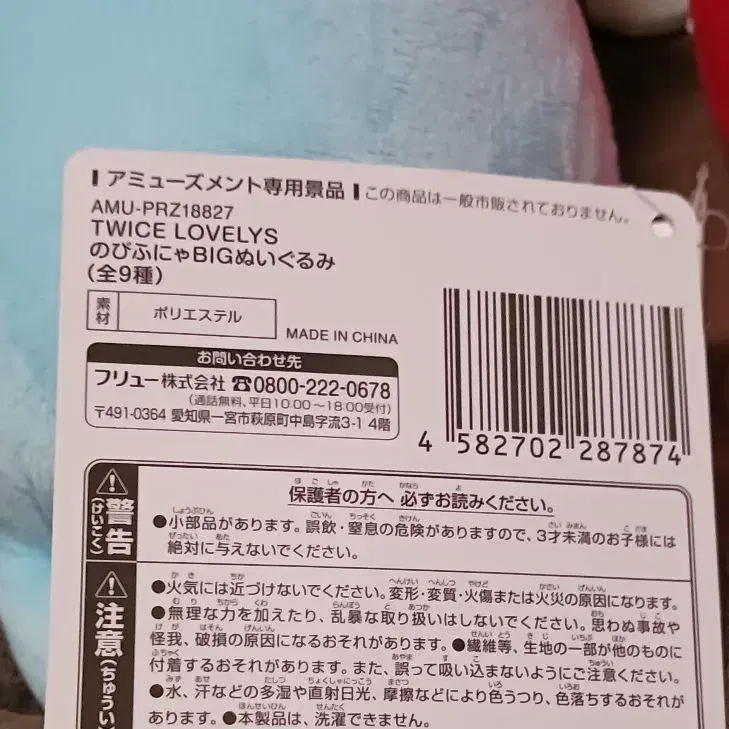 アミューズメント専用景品 この商品は一般市販されておりません。
AMU-PRZ18827
TWICE LOVELYS
のびふにゃBIGぬいぐるみ
(全9種)
素材 ポリエステル
MADE IN CHINA
お問い合わせ先
フリュー株式会社 ☎0800-222-0678
(通話無料、平日10:00~18:00受付)
〒491-0364 愛知県一宮市萩原町中島字流3-1 4階
4 582702 287874
警告(けいこく)
保護者の方へ 必ずお読みください。
●小部品があります。誤飲・窒息の危険がありますので、3才未満のお子様には
絶対に与えないでください。
注意(ちゅうい
●火気には近づけないでください。変形・変質・火傷または火災の原因になります。
●無理な力を加えたり、乱暴な取り扱いはしないでください。思わぬ事故や
怪我、破損の原因になるおそれがあります。●繊維等、生地の一部が他のものに
付着するおそれがあります。また、誤って吸い込まないようにご注意ください。
●水、汗などの多湿や直射日光、摩擦などにより色うつり、色落ちするおそれが
あります。●本製品は、洗濯できません。